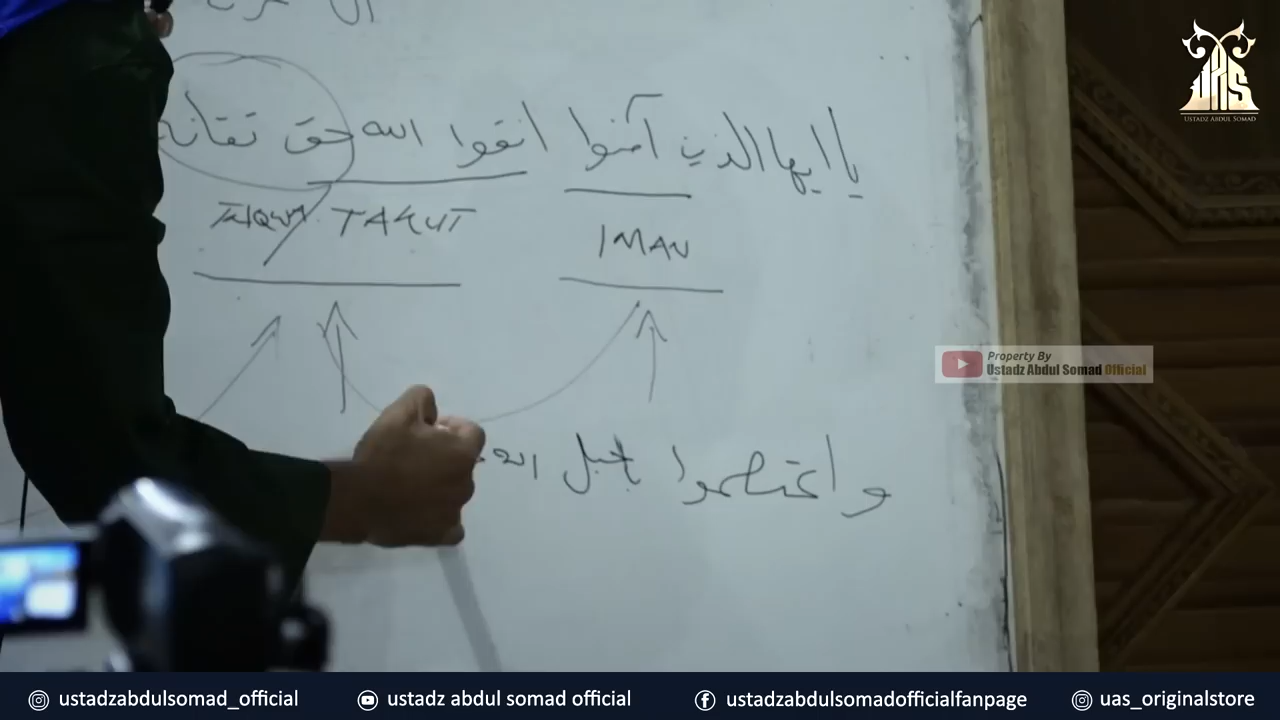 يا ايها الذين آمنوا اتقوا الله حق تقاته
TAKUT
IMAN
واعتصموا بحبل الله
UAS
USTADZ ABDUL SOMAD
Property By
Ustadz Abdul Somad Official
ustadzabdulsomad_official
ustadz abdul somad official
ustadzabdulsomadofficialfanpage
uas_originalstore